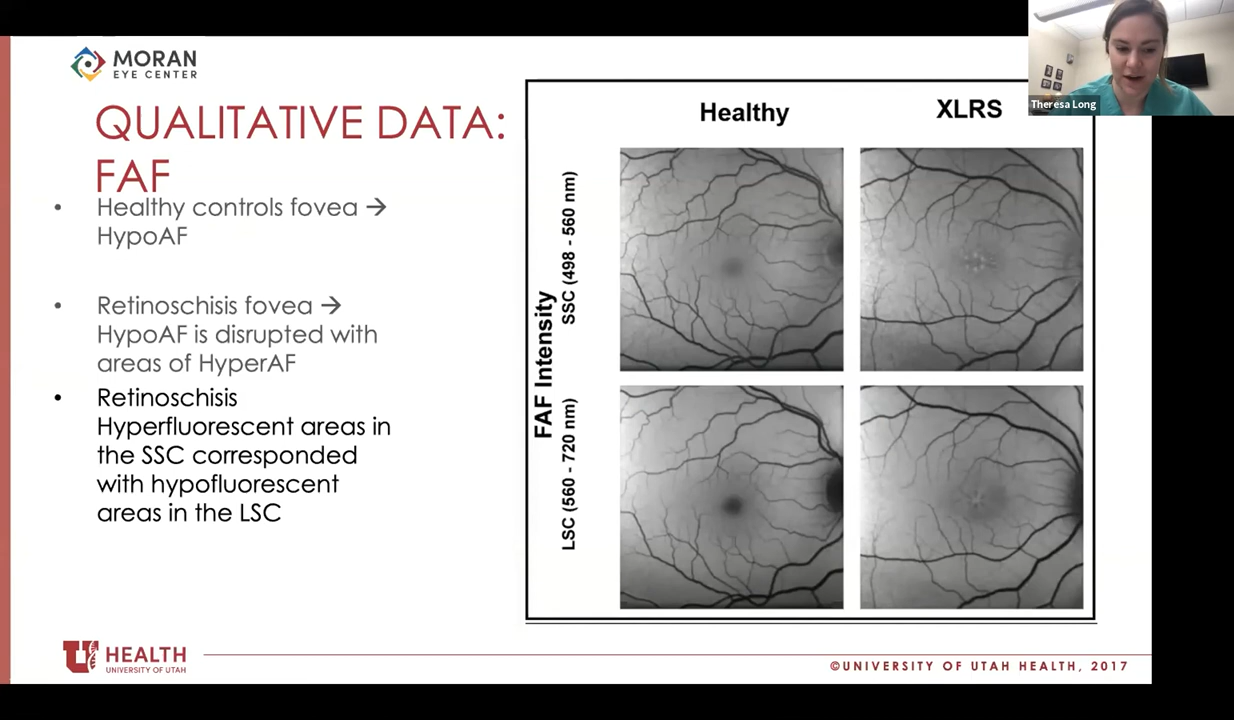 MORAN
EYE CENTER
QUALITATIVE DATA:
FAF
• Healthy controls fovea →
HypoAF
• Retinoschisis fovea →
HypoAF is disrupted with
areas of HyperAF
• Retinoschisis
Hyperfluorescent areas in
the SSC corresponded
with hypofluorescent
areas in the LSC
Healthy
XLRS
FAF Intensity
SSC (498 - 560 nm)
LSC (560 - 720 nm)
Theresa Long
U HEALTH
UNIVERSITY OF UTAH
©UNIVERSITY OF UTAH HEALTH, 2017